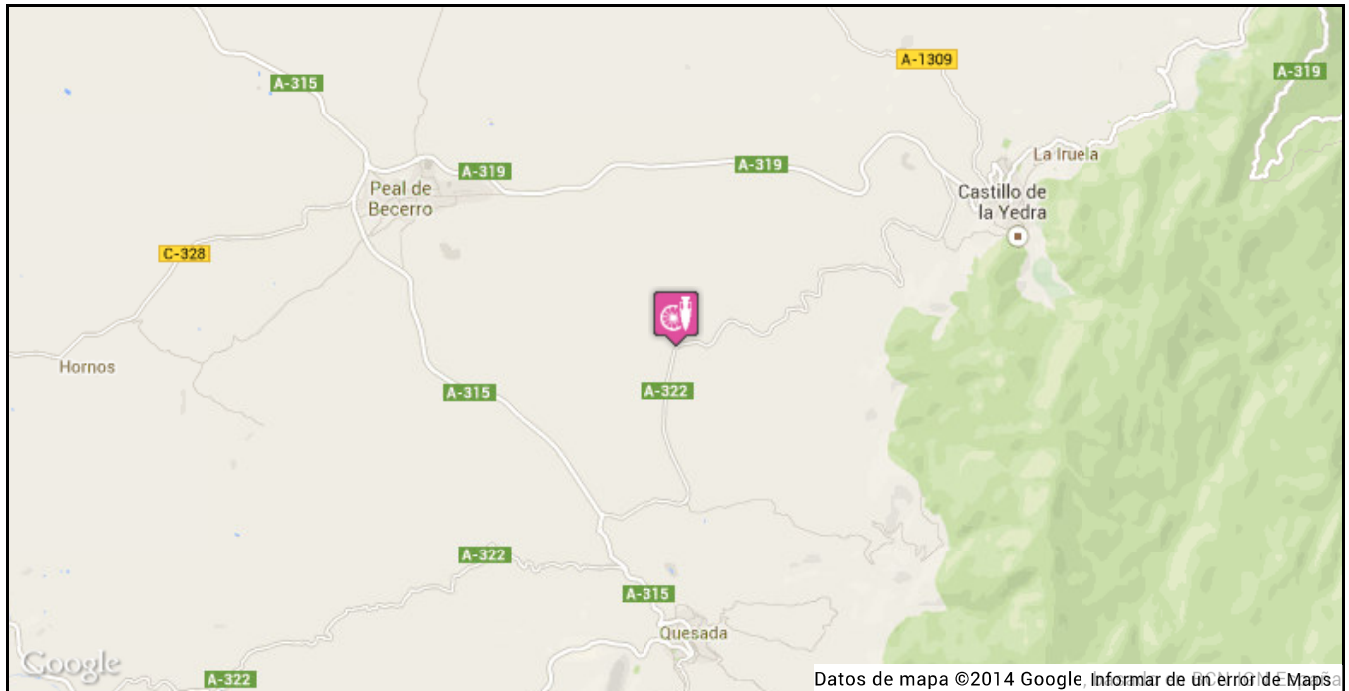 A-1309
A-319
A-315
La Iruela
A-319
A-319
Peal de
Becerro
Castillo de
la Yedra
C-328
Hornos
A-315
A-322
A-322
A-315
Quesada
Google
A-322
Datos de mapa ©2014 Google, Informar de un error de Maps